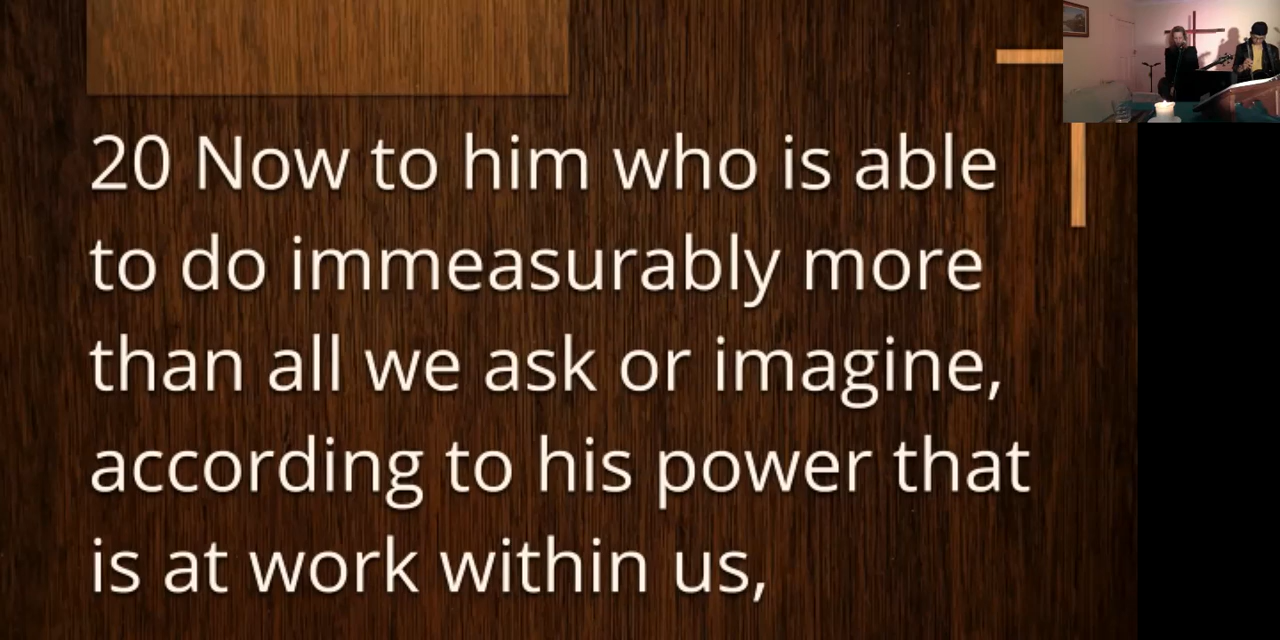 20 Now to him who is able
to do immeasurably more
than all we ask or imagine,
according to his power that
is at work within us,